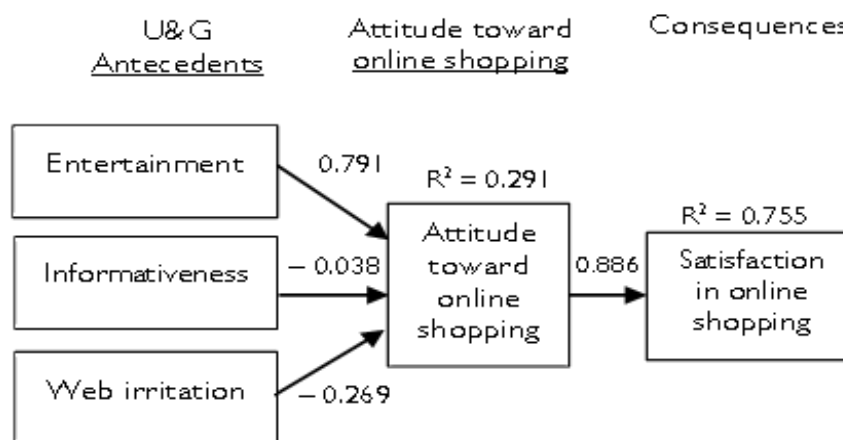 U&G
Antecedents
Attitude toward
online shopping
Consequences
Entertainment
0.791
R² = 0.291
R² = 0.755
Informativeness
– 0.038
Attitude
toward
online
shopping
0.886
Satisfaction
in online
shopping
Web irritation
– 0.269